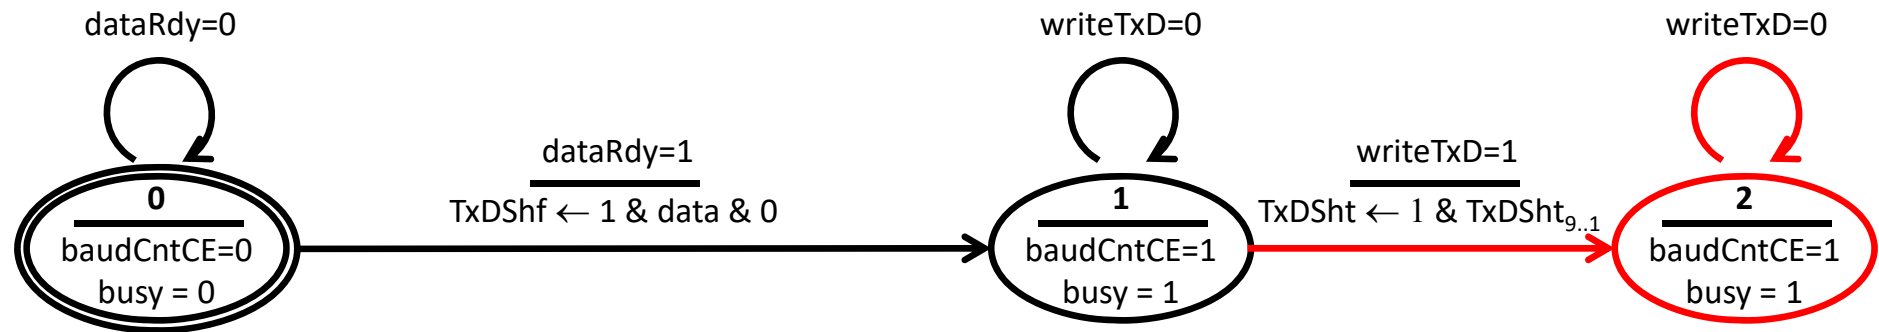 dataRdy=0
writeTxD=0
writeTxD=0
dataRdy=1
TxDShf ← 1 & data & 0
writeTxD=1
TxDSht ← 1 & TxDSht9..1
0
baudCntCE=0
busy = 0
1
baudCntCE=1
busy = 1
2
baudCntCE=1
busy = 1